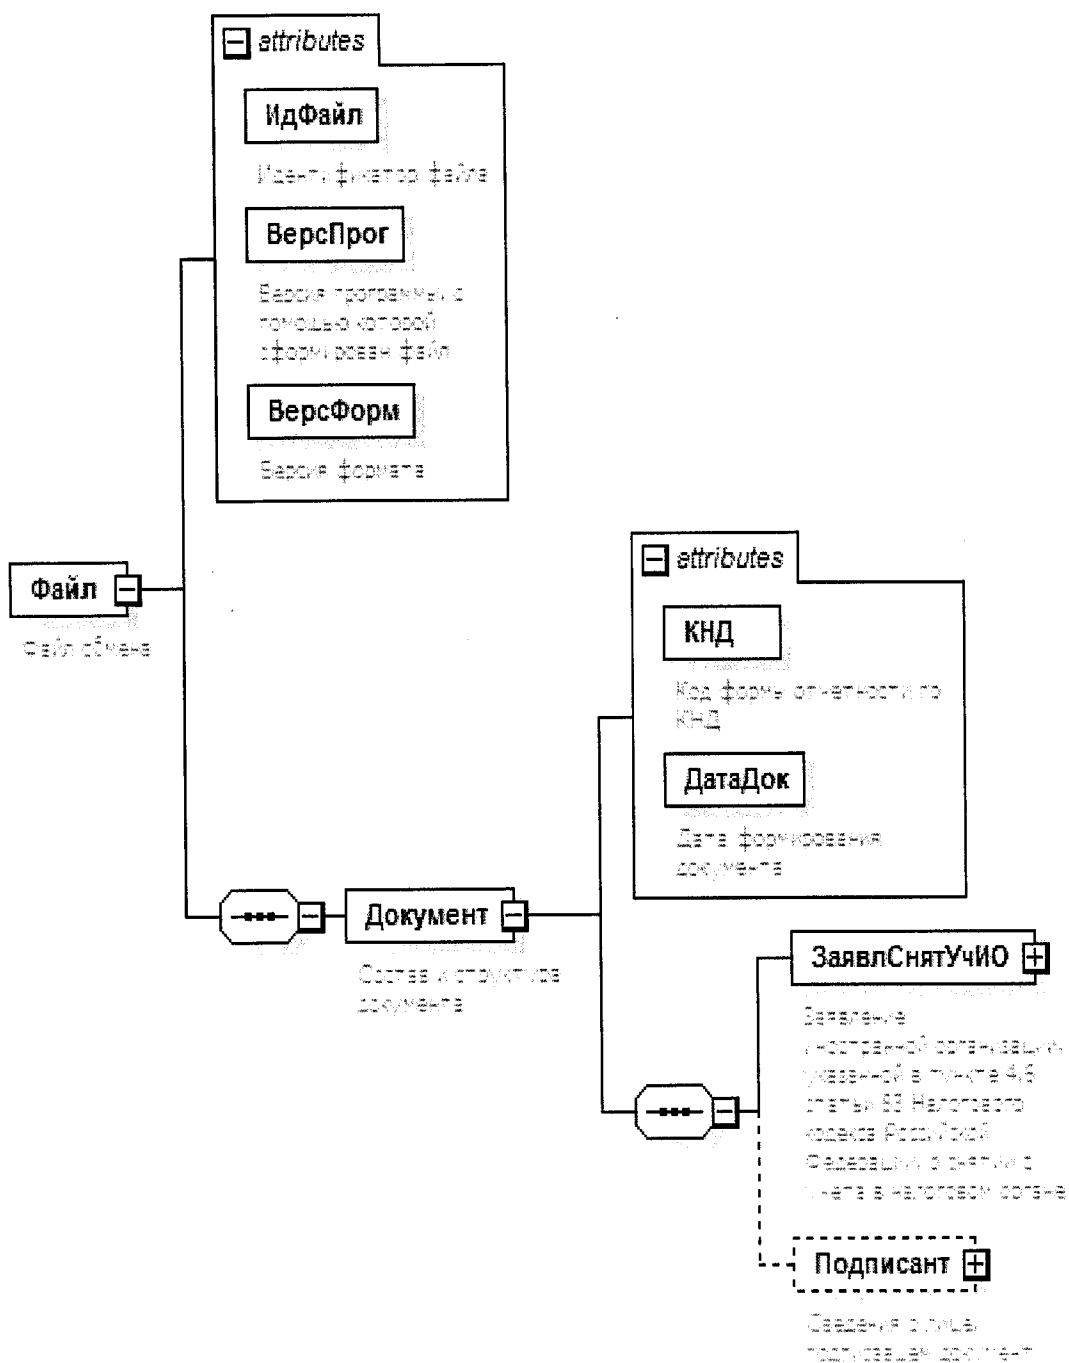 attributes
ИдФайл
Идентификатор файла
ВерсПрог
Версия программы, с
помощью которой
сформирован файл
ВерсФорм
Версия формата
Файл
Файл обмена
attributes
КНД
Код формы отчетности по
КНД
ДатаДок
Дата формирования
документа
Документ
Состав и структура
документа
ЗаявлСнятУчИО
Заявление
иностранной организации,
указанной в пункте 4.6
статьи 83 Налогового
кодекса Российской
Федерации, о снятии с
учета в налоговом органе
Подписант
Сведения о лице,
подписавшем документ